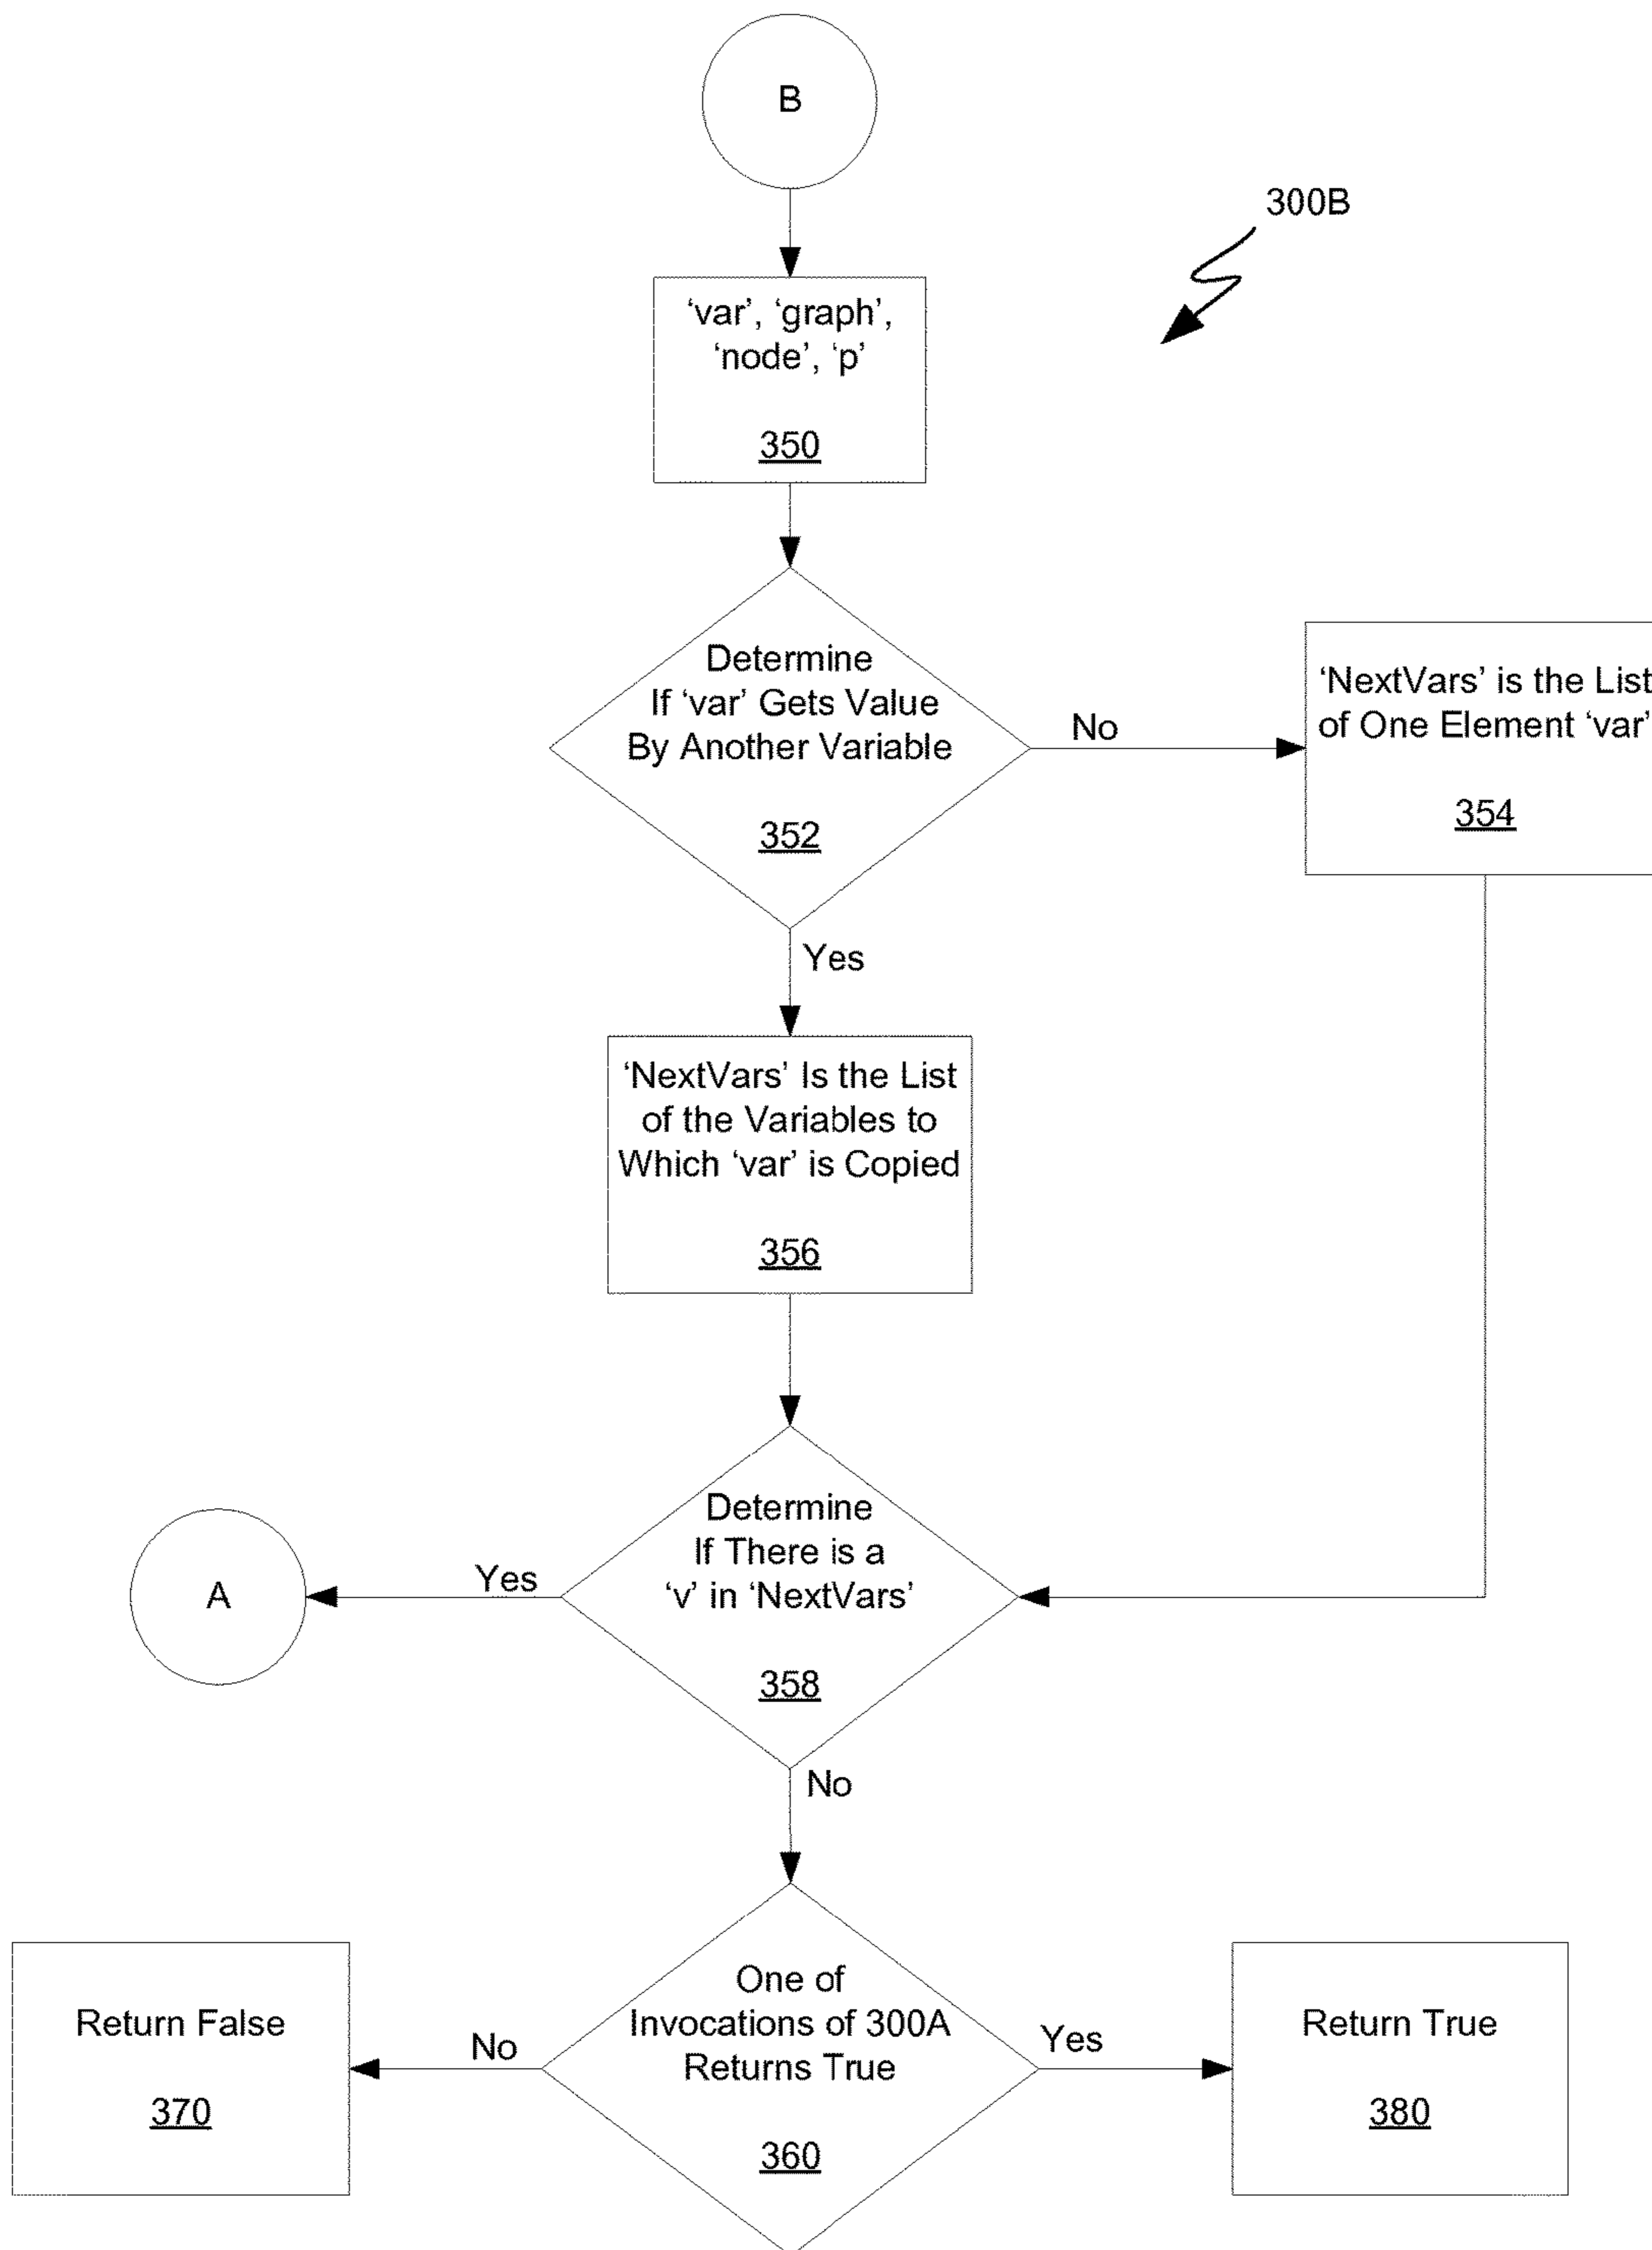 B
300B
‘var’, ‘graph’,
‘node’, ‘p’
350
Determine
If ‘var’ Gets Value
By Another Variable
352
No
‘NextVars’ is the List
of One Element ‘var’
354
Yes
‘NextVars’ Is the List
of the Variables to
Which ‘var’ is Copied
356
Determine
If There is a
‘v’ in ‘NextVars’
358
Yes
A
No
One of
Invocations of 300A
Returns True
360
No
Return False
370
Yes
Return True
380